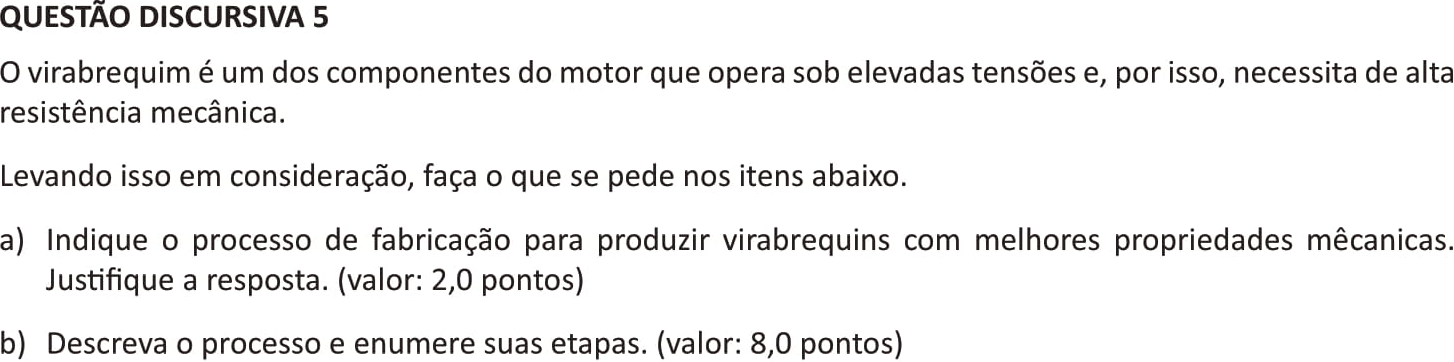 QUESTÃO DISCURSIVA 5
O virabrequim é um dos componentes do motor que opera sob elevadas tensões e, por isso, necessita de alta
resistência mecânica.
Levando isso em consideração, faça o que se pede nos itens abaixo.
a) Indique o processo de fabricação para produzir virabrequins com melhores propriedades mêcanicas.
Justifique a resposta. (valor: 2,0 pontos)
b) Descreva o processo e enumere suas etapas. (valor: 8,0 pontos)